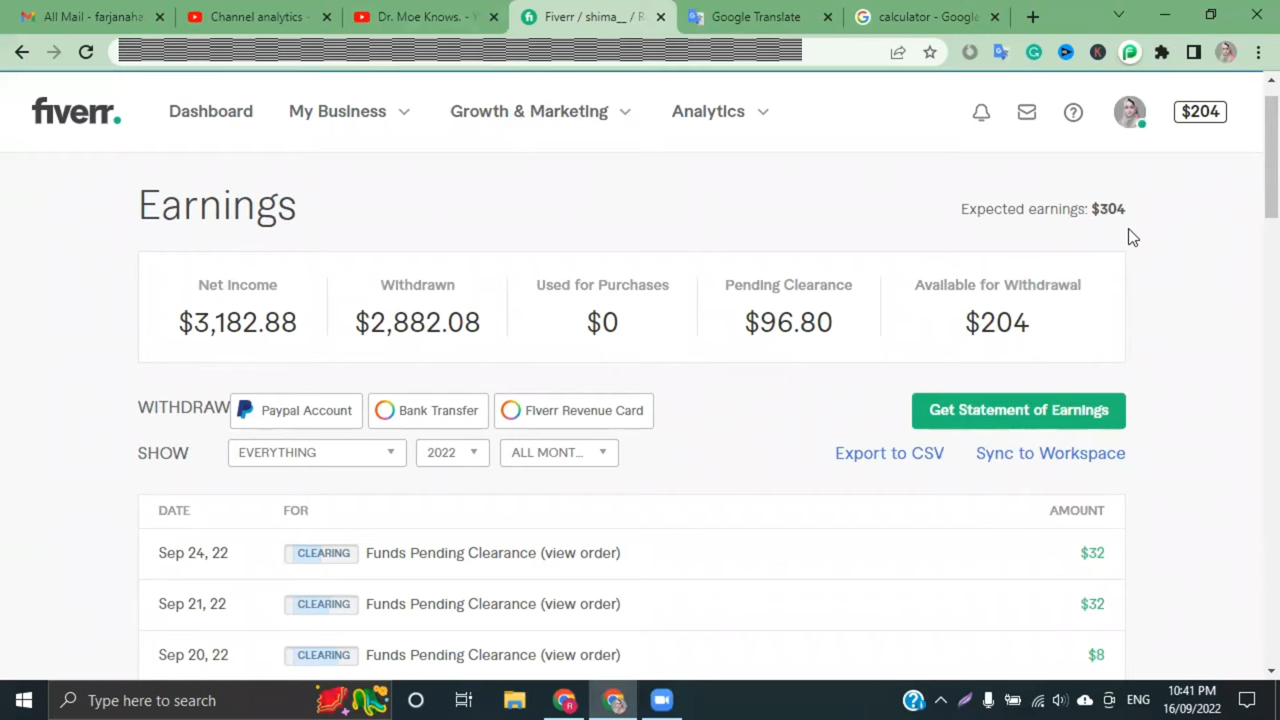 All Mail - farjanaha
Channel analytics -
Dr. Moe Knows. - Y
Fiverr / shima__ / R
Google Translate
calculator - Google
fiverr.
Dashboard
My Business
Growth & Marketing
Analytics
$204
Earnings
Expected earnings: $304
Net Income
Withdrawn
Used for Purchases
Pending Clearance
Available for Withdrawal
$3,182.88
$2,882.08
$0
$96.80
$204
WITHDRAW
Paypal Account
Bank Transfer
Fiverr Revenue Card
Get Statement of Earnings
SHOW
EVERYTHING
2022
ALL MONT...
Export to CSV
Sync to Workspace
DATE
FOR
AMOUNT
Sep 24, 22
CLEARING
Funds Pending Clearance (view order)
$32
Sep 21, 22
CLEARING
Funds Pending Clearance (view order)
$32
Sep 20, 22
CLEARING
Funds Pending Clearance (view order)
$8
Type here to search
ENG
10:41 PM
16/09/2022